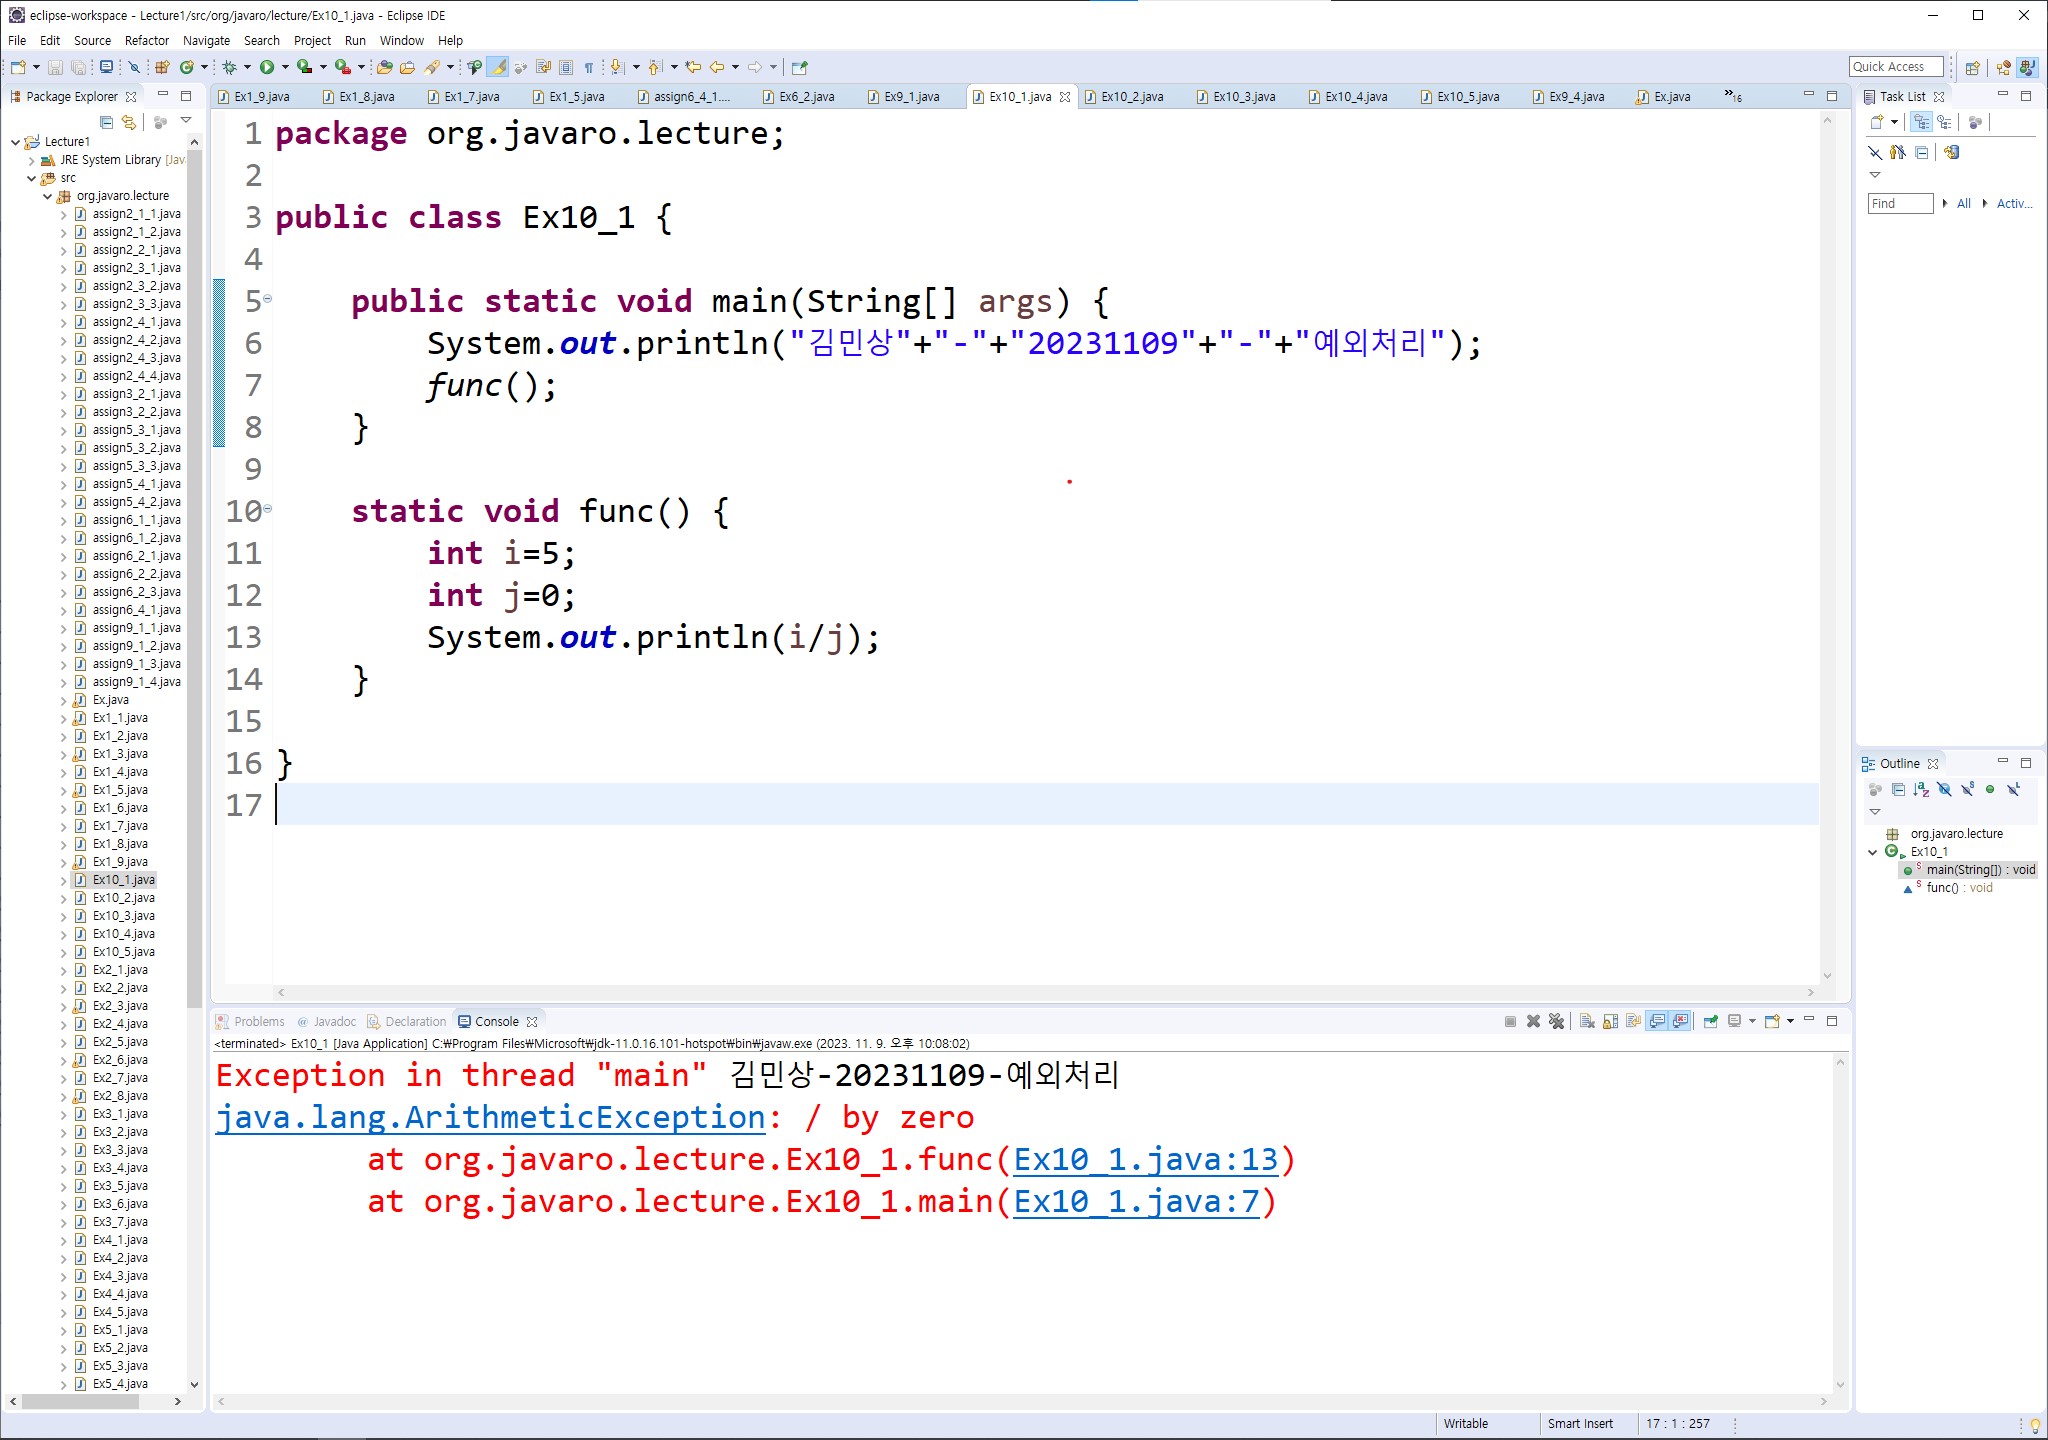 eclipse-workspace - Lecture1/src/org/javaro/lecture/Ex10_1.java - Eclipse IDE
File Edit Source Refactor Navigate Search Project Run Window Help
Quick Access
Package Explorer
Ex1_9.java Ex1_8.java Ex1_7.java Ex1_5.java assign6_4_1.... Ex6_2.java Ex9_1.java Ex10_1.java Ex10_2.java Ex10_3.java Ex10_4.java Ex10_5.java Ex9_4.java Ex.java »16
Task List
Find All Activ...
Lecture1
JRE System Library [Jav
src
org.javaro.lecture
assign2_1_1.java
assign2_1_2.java
assign2_2_1.java
assign2_3_1.java
assign2_3_2.java
assign2_3_3.java
assign2_4_1.java
assign2_4_2.java
assign2_4_3.java
assign2_4_4.java
assign3_2_1.java
assign3_2_2.java
assign5_3_1.java
assign5_3_2.java
assign5_3_3.java
assign5_4_1.java
assign5_4_2.java
assign6_1_1.java
assign6_1_2.java
assign6_2_1.java
assign6_2_2.java
assign6_2_3.java
assign6_4_1.java
assign9_1_1.java
assign9_1_2.java
assign9_1_3.java
assign9_1_4.java
Ex.java
Ex1_1.java
Ex1_2.java
Ex1_3.java
Ex1_4.java
Ex1_5.java
Ex1_6.java
Ex1_7.java
Ex1_8.java
Ex1_9.java
Ex10_1.java
Ex10_2.java
Ex10_3.java
Ex10_4.java
Ex10_5.java
Ex2_1.java
Ex2_2.java
Ex2_3.java
Ex2_4.java
Ex2_5.java
Ex2_6.java
Ex2_7.java
Ex2_8.java
Ex3_1.java
Ex3_2.java
Ex3_3.java
Ex3_4.java
Ex3_5.java
Ex3_6.java
Ex3_7.java
Ex4_1.java
Ex4_2.java
Ex4_3.java
Ex4_4.java
Ex4_5.java
Ex5_1.java
Ex5_2.java
Ex5_3.java
Ex5_4.java
1 package org.javaro.lecture;
2
3 public class Ex10_1 {
4
5 public static void main(String[] args) {
6 System.out.println("김민상"+"-"+"20231109"+"-"+"예외처리");
7 func();
8 }
9
10 static void func() {
11 int i=5;
12 int j=0;
13 System.out.println(i/j);
14 }
15
16 }
17
Outline
org.javaro.lecture
Ex10_1
main(String[]) : void
func() : void
Problems @ Javadoc Declaration Console
<terminated> Ex10_1 [Java Application] C:₩Program Files₩Microsoft₩jdk-11.0.16.101-hotspot₩bin₩javaw.exe (2023. 11. 9. 오후 10:08:02)
Exception in thread "main" 김민상-20231109-예외처리
java.lang.ArithmeticException: / by zero
at org.javaro.lecture.Ex10_1.func(Ex10_1.java:13)
at org.javaro.lecture.Ex10_1.main(Ex10_1.java:7)
Writable Smart Insert 17 : 1 : 257